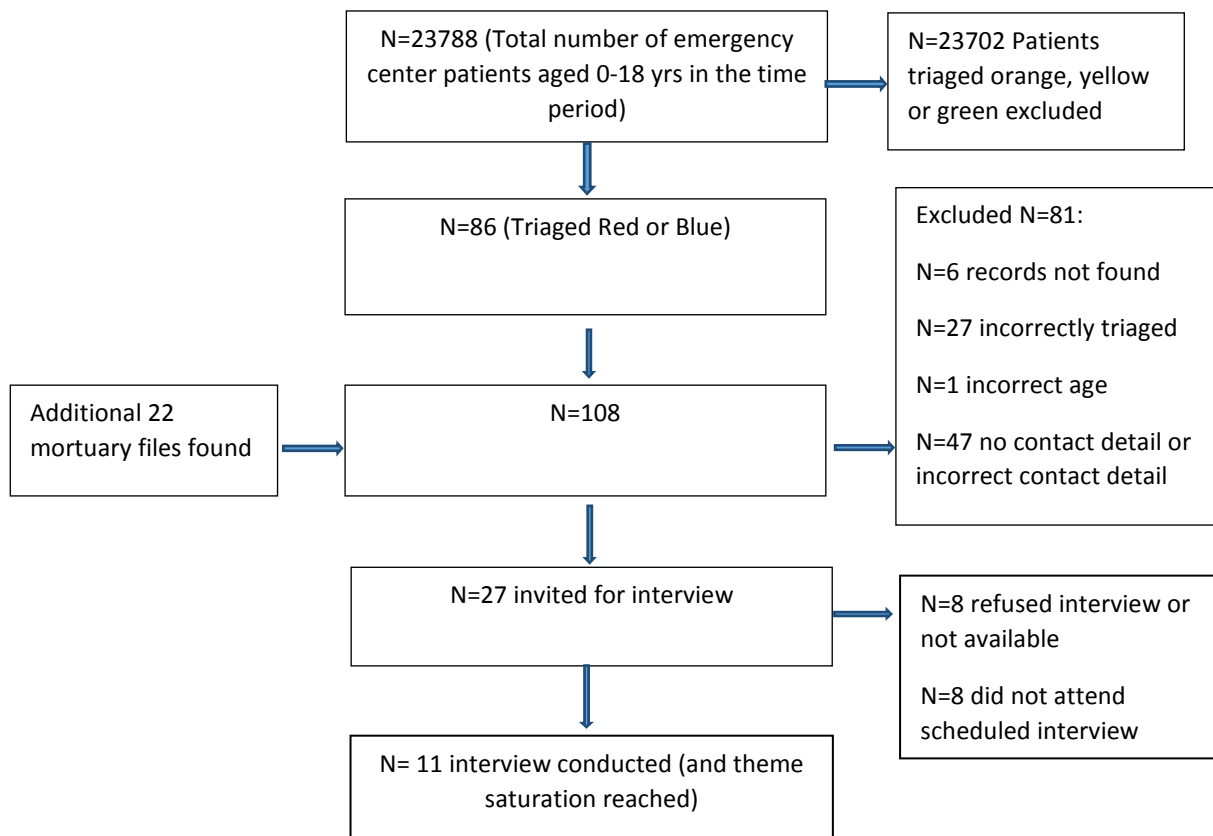 N=23788 (Total number of emergency
center patients aged 0-18 yrs in the time
period)
N=23702 Patients
triaged orange, yellow
or green excluded
N=86 (Triaged Red or Blue)
Excluded N=81:
N=6 records not found
N=27 incorrectly triaged
N=1 incorrect age
N=47 no contact detail or
incorrect contact detail
Additional 22
mortuary files found
N=108
N=27 invited for interview
N=8 refused interview or
not available
N=8 did not attend
scheduled interview
N= 11 interview conducted (and theme
saturation reached)